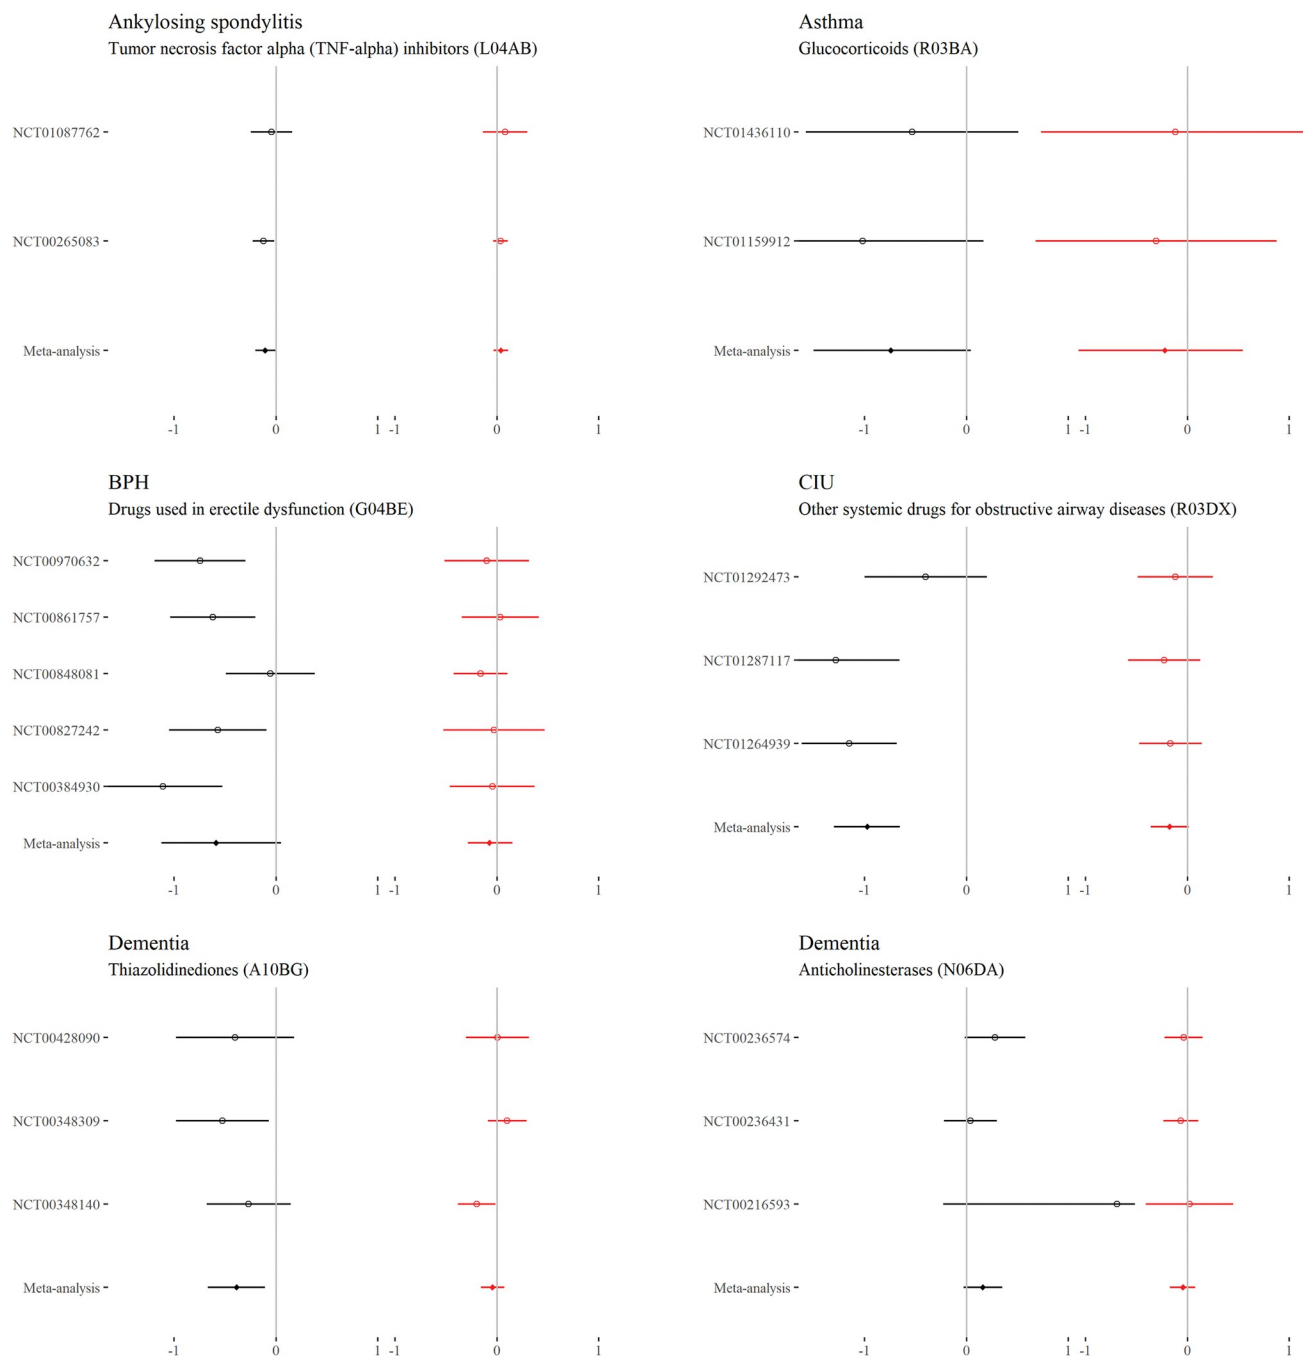 Ankylosing spondylitis
Tumor necrosis factor alpha (TNF-alpha) inhibitors (L04AB)
NCT01087762
NCT00265083
Meta-analysis
-1 0 1 -1 0 1
Asthma
Glucocorticoids (R03BA)
NCT01436110
NCT01159912
Meta-analysis
-1 0 1 -1 0 1
BPH
Drugs used in erectile dysfunction (G04BE)
NCT00970632
NCT00861757
NCT00848081
NCT00827242
NCT00384930
Meta-analysis
-1 0 1 -1 0 1
CIU
Other systemic drugs for obstructive airway diseases (R03DX)
NCT01292473
NCT01287117
NCT01264939
Meta-analysis
-1 0 1 -1 0 1
Dementia
Thiazolidinediones (A10BG)
NCT00428090
NCT00348309
NCT00348140
Meta-analysis
-1 0 1 -1 0 1
Dementia
Anticholinesterases (N06DA)
NCT00236574
NCT00236431
NCT00216593
Meta-analysis
-1 0 1 -1 0 1